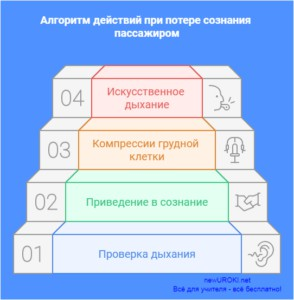 Алгоритм действий при потере сознания
пассажиром
04
Искусственное
дыхание
03
Компрессии грудной
клетки
02
Приведение в сознание
01
Проверка дыхания
newUROKI.net
Всё для учителя - всё бесплатно!